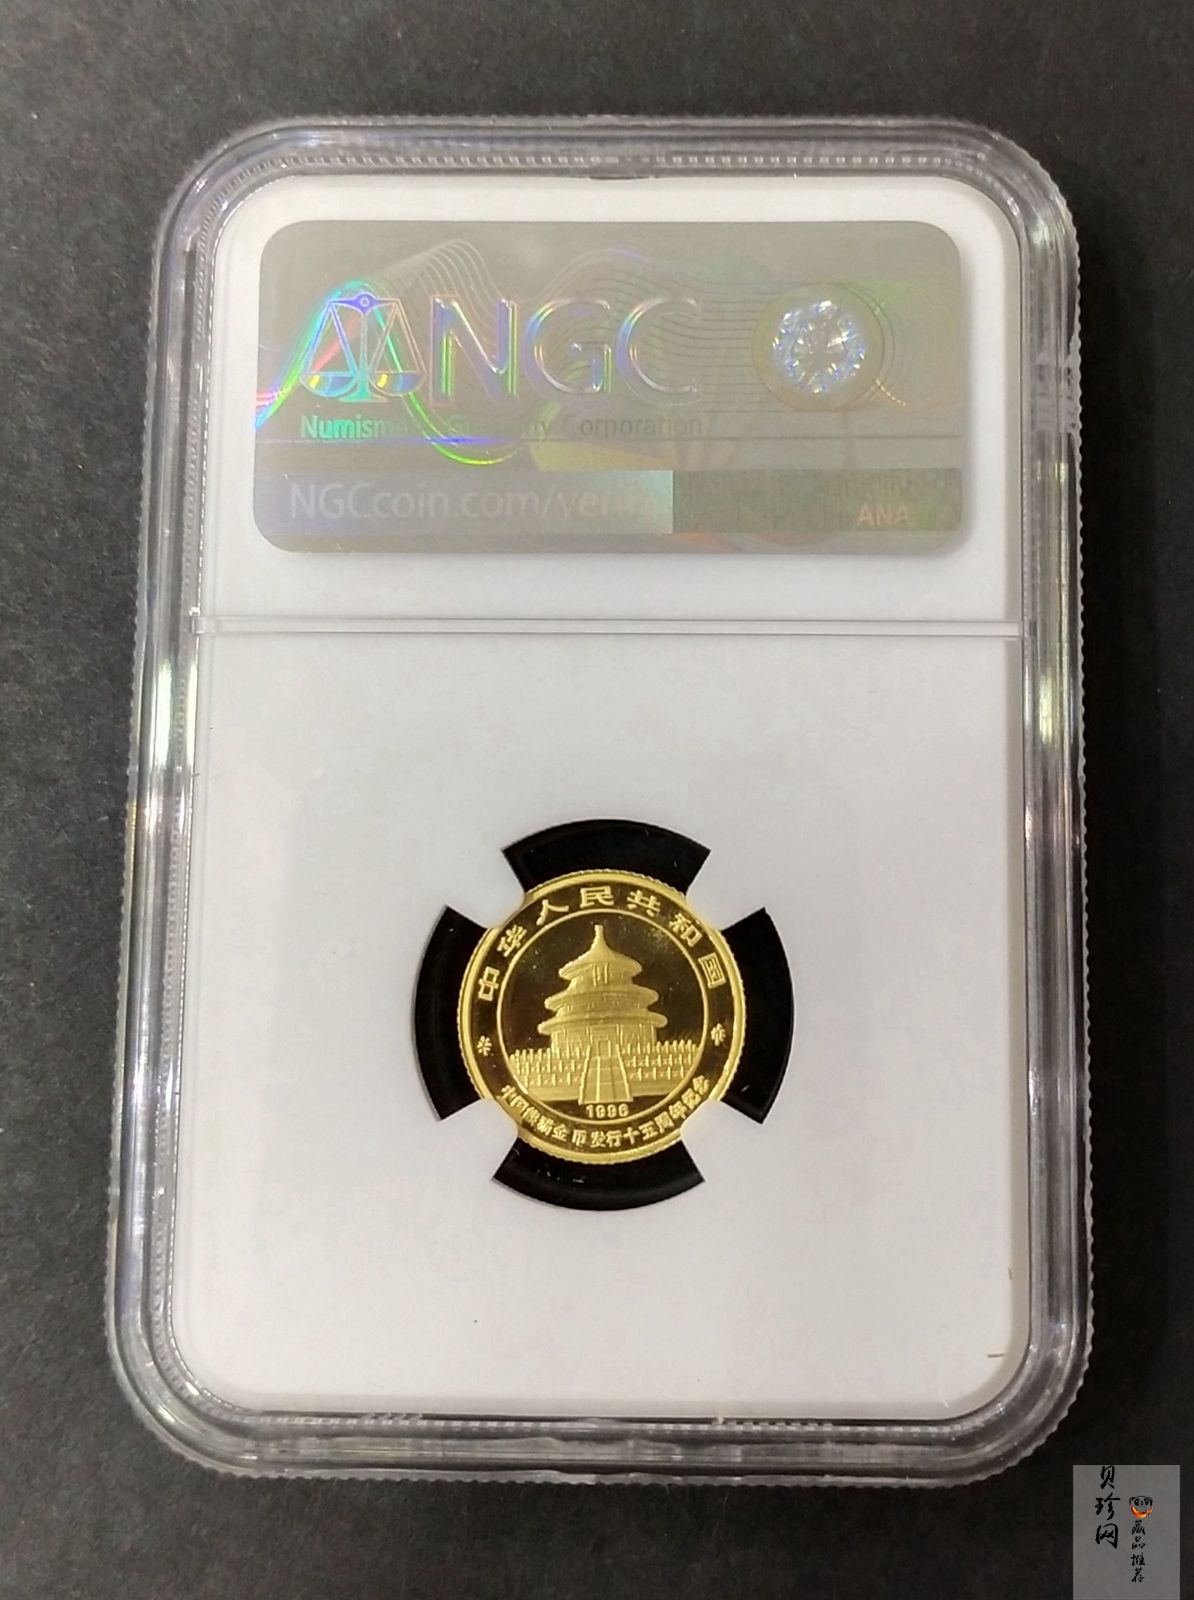 NGC
Numismatic Guaranty Corporation
NGCcoin.com/verify
ANA
中华人民共和国
1996
中国熊猫金币发行十五周年纪念
贝珍网
藏品推荐